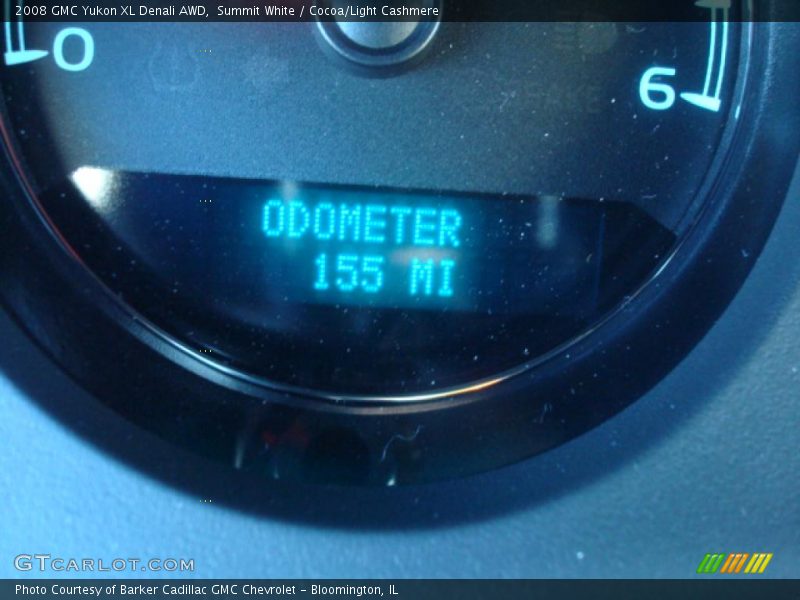 2008 GMC Yukon XL Denali AWD,  Summit White / Cocoa/Light Cashmere
0
6
ODOMETER
155 MI
GTCARLOT.COM
Photo Courtesy of Barker Cadillac GMC Chevrolet - Bloomington, IL